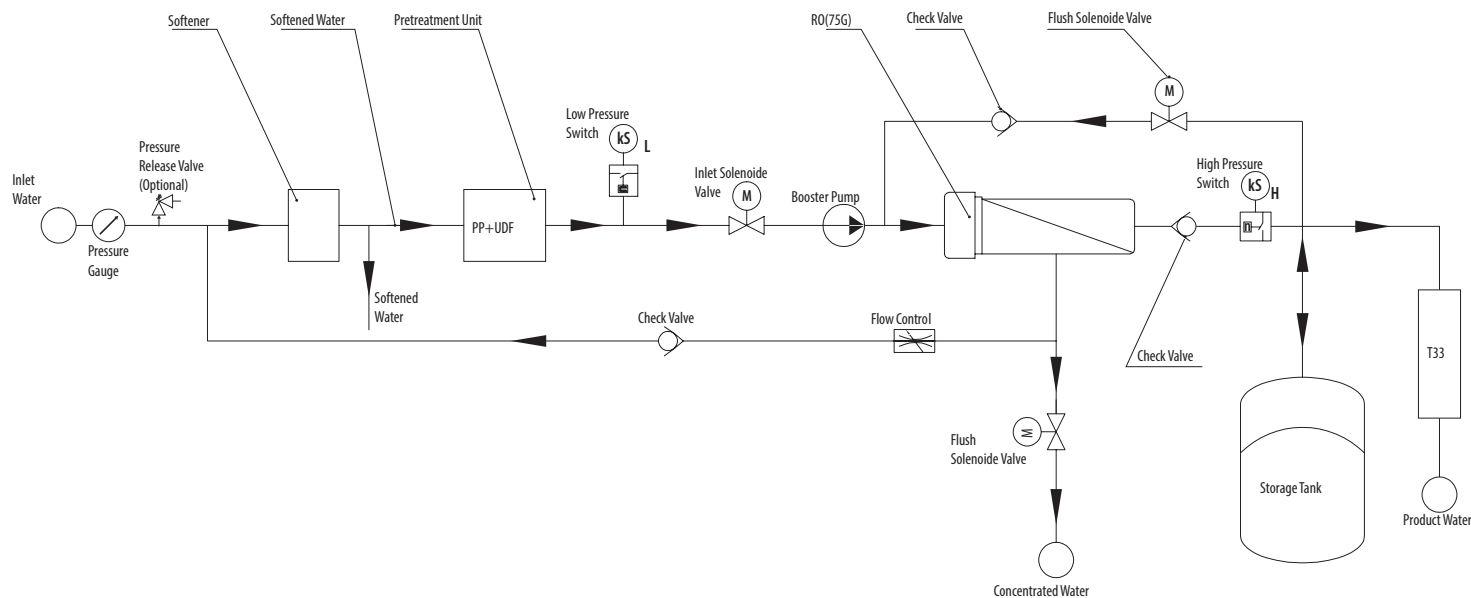 Softener
Softened Water
Pretreatment Unit
RO(75G)
Check Valve
Flush Solenoide Valve
M
Low Pressure
Switch
kS
L
Pressure
Release Valve
(Optional)
Inlet
Water
Pressure
Gauge
PP+UDF
Inlet Solenoide
Valve
M
Booster Pump
High Pressure
Switch
kS
H
Softened
Water
Check Valve
Flow Control
Check Valve
T33
M
Flush
Solenoide Valve
Storage Tank
Product Water
Concentrated Water